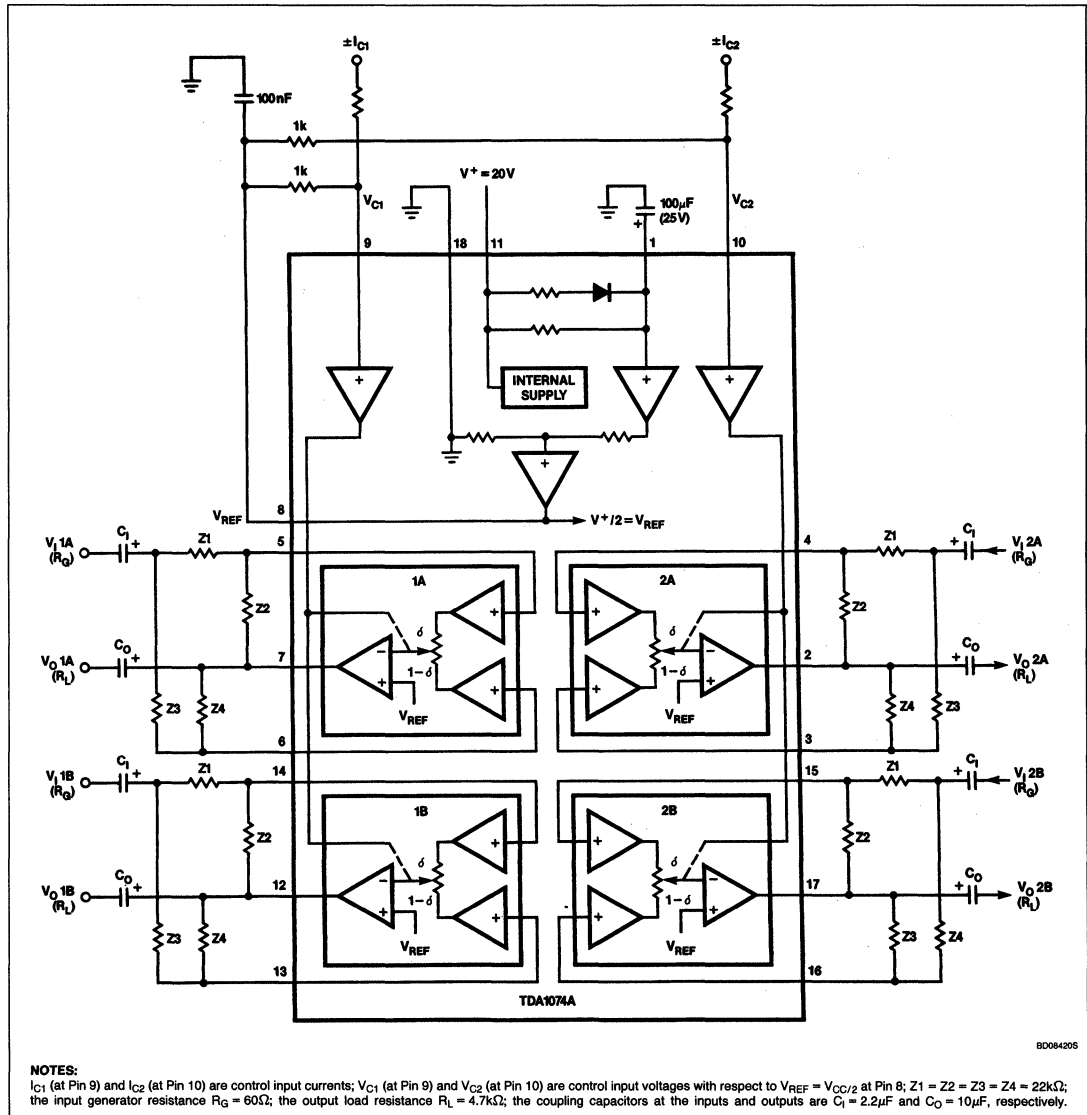 ±IC1
±IC2
100nF
1k
V+ = 20V
1k
VC1
100μF
(25V)
+
VC2
9
18
11
1
10
+
INTERNAL
SUPPLY
+
+
+
VREF
8
V+/2 = VREF
VI 1A
(RG)
CI
+
Z1
5
4
Z1
+
CI
VI 2A
(RG)
1A
2A
Z2
+
δ
+
+
δ
Z2
VO 1A
(RL)
CO
+
7
−
+
1-δ
+
+
1-δ
−
+
2
+
CO
VO 2A
(RL)
Z3
Z4
VREF
VREF
Z4
Z3
6
3
VI 1B
(RG)
CI
+
Z1
14
15
Z1
+
CI
VI 2B
(RG)
1B
2B
Z2
+
δ
+
+
δ
Z2
VO 1B
(RL)
CO
+
12
−
+
1-δ
+
+
1-δ
−
+
17
+
CO
VO 2B
(RL)
Z3
Z4
VREF
VREF
Z3
Z4
13
16
TDA1074A
BD08420S
NOTES:
IC1 (at Pin 9) and IC2 (at Pin 10) are control input currents; VC1 (at Pin 9) and VC2 (at Pin 10) are control input voltages with respect to VREF = VCC/2 at Pin 8; Z1 = Z2 = Z3 = Z4 = 22kΩ;
the input generator resistance RG = 60Ω; the output load resistance RL = 4.7kΩ; the coupling capacitors at the inputs and outputs are CI = 2.2μF and CO = 10μF, respectively.